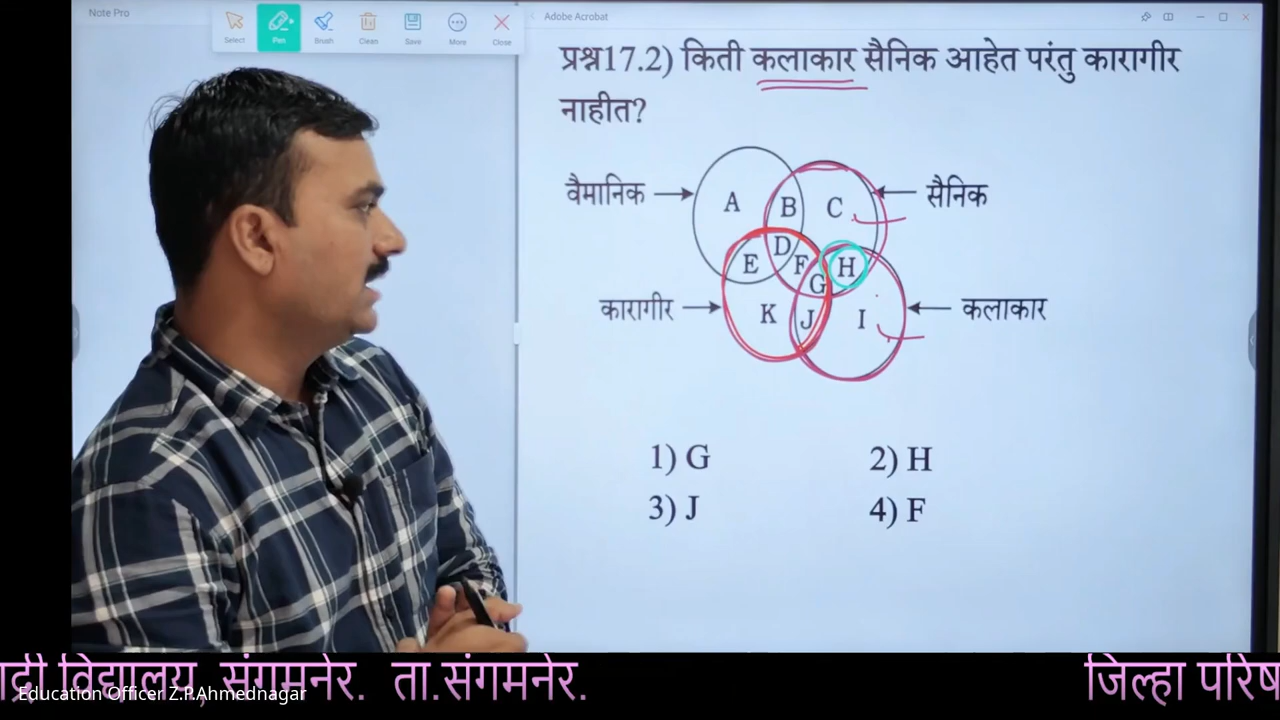 Note Pro
Select
Pen
Brush
Clean
Save
More
Close
Adobe Acrobat
प्रश्न17.2) किती कलाकार सैनिक आहेत परंतु कारागीर
नाहीत?
वैमानिक
सैनिक
A
B
C
D
E
F
H
G
कारागीर
कलाकार
K
J
I
1) G
2) H
3) J
4) F
विद्यालय, संगमनेर. ता.संगमनेर.
जिल्हा परिष
Education Officer Z.P.Ahmednagar